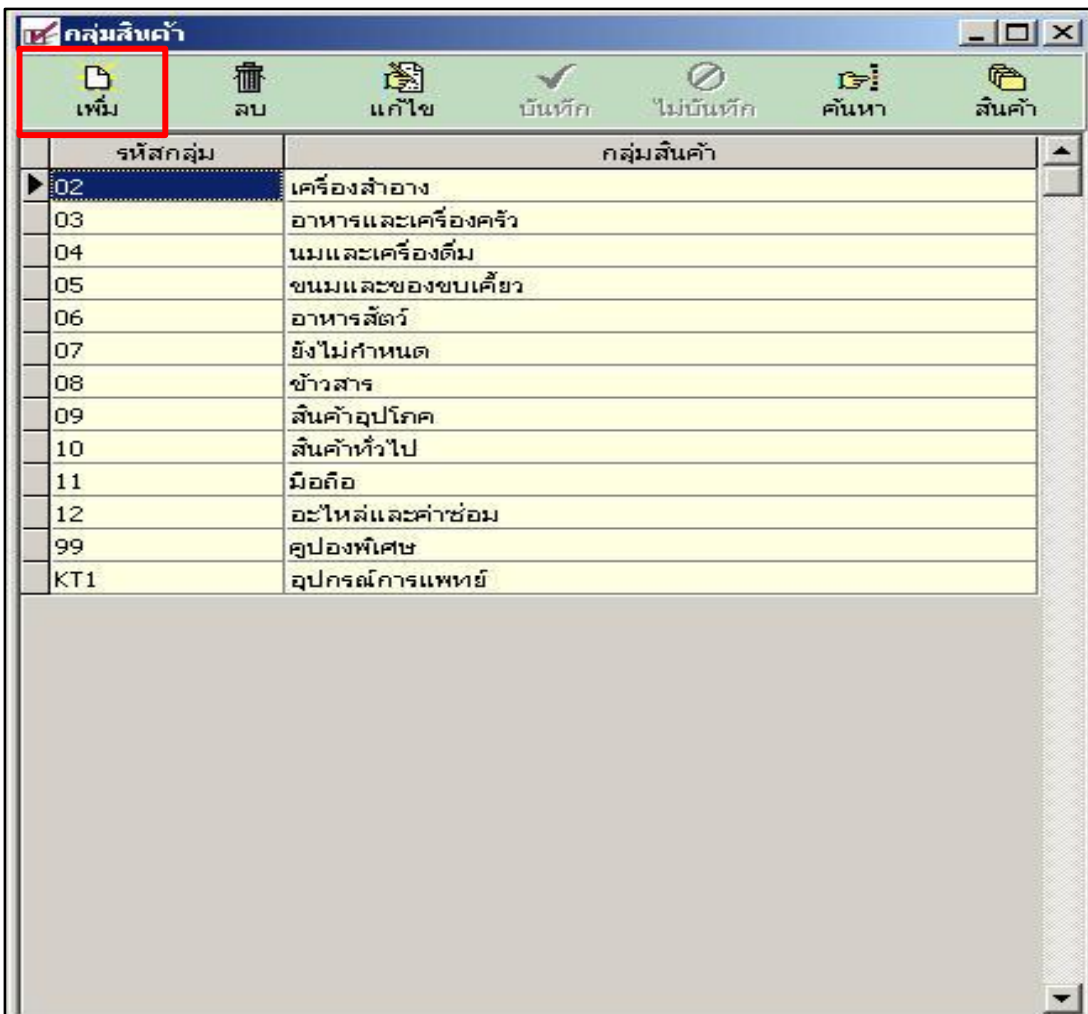 กลุ่มสินค้า
เพิ่ม ลบ แก้ไข บันทึก ไม่บันทึก ค้นหา สินค้า
รหัสกลุ่ม กลุ่มสินค้า
02 เครื่องสำอาง
03 อาหารและเครื่องครัว
04 นมและเครื่องดื่ม
05 ขนมและของขบเคี้ยว
06 อาหารสัตว์
07 ยังไม่กำหนด
08 ข้าวสาร
09 สินค้าอุปโภค
10 สินค้าทั่วไป
11 มือถือ
12 อะไหล่และค่าซ่อม
99 คูปองพิเศษ
KT1 อุปกรณ์การแพทย์